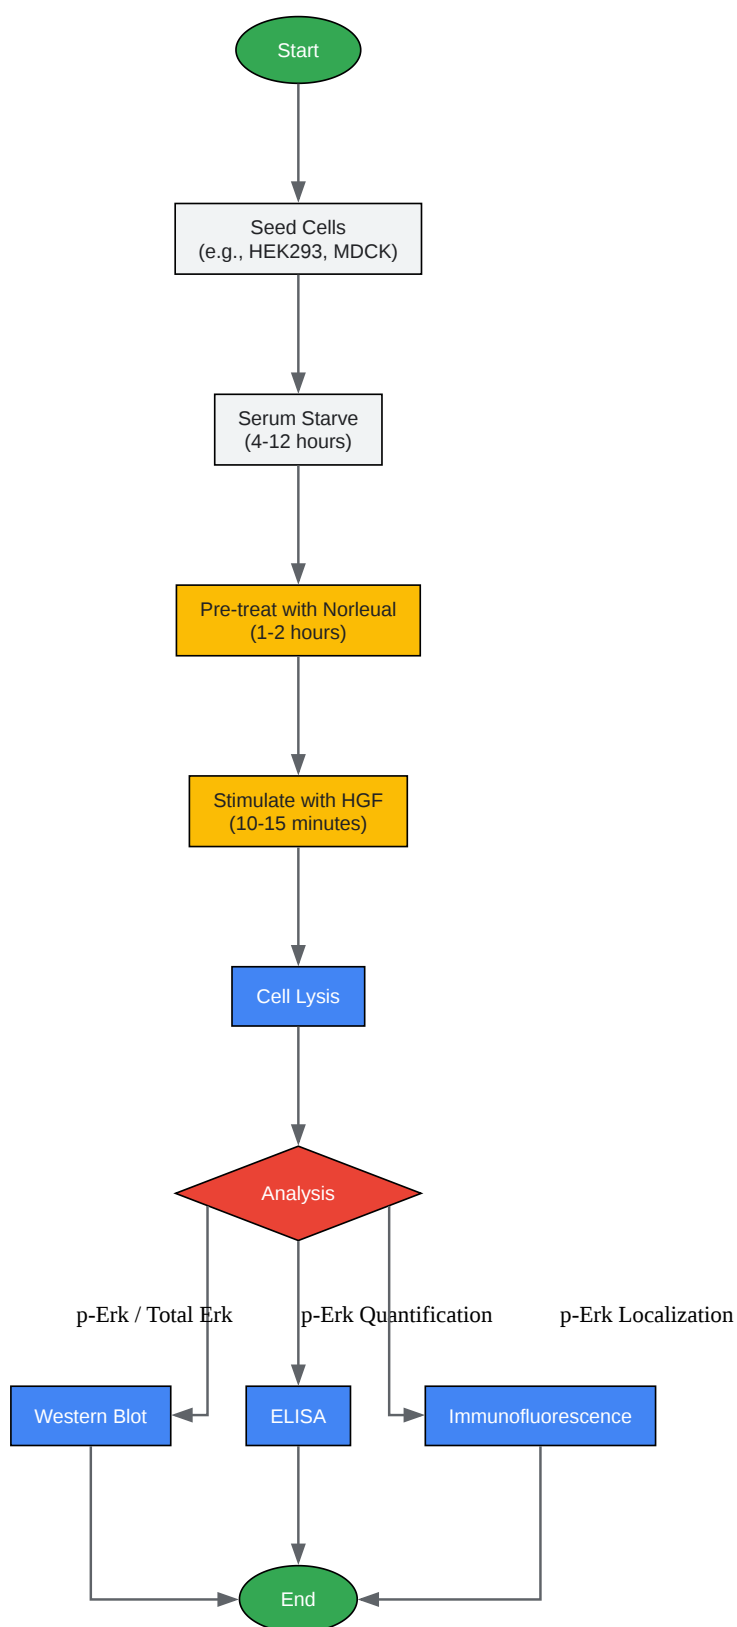 Start
Seed Cells
(e.g., HEK293, MDCK)
Serum Starve
(4-12 hours)
Pre-treat with Norleual
(1-2 hours)
Stimulate with HGF
(10-15 minutes)
Cell Lysis
Analysis
p-Erk / Total Erk
p-Erk Quantification
p-Erk Localization
Western Blot
ELISA
Immunofluorescence
End